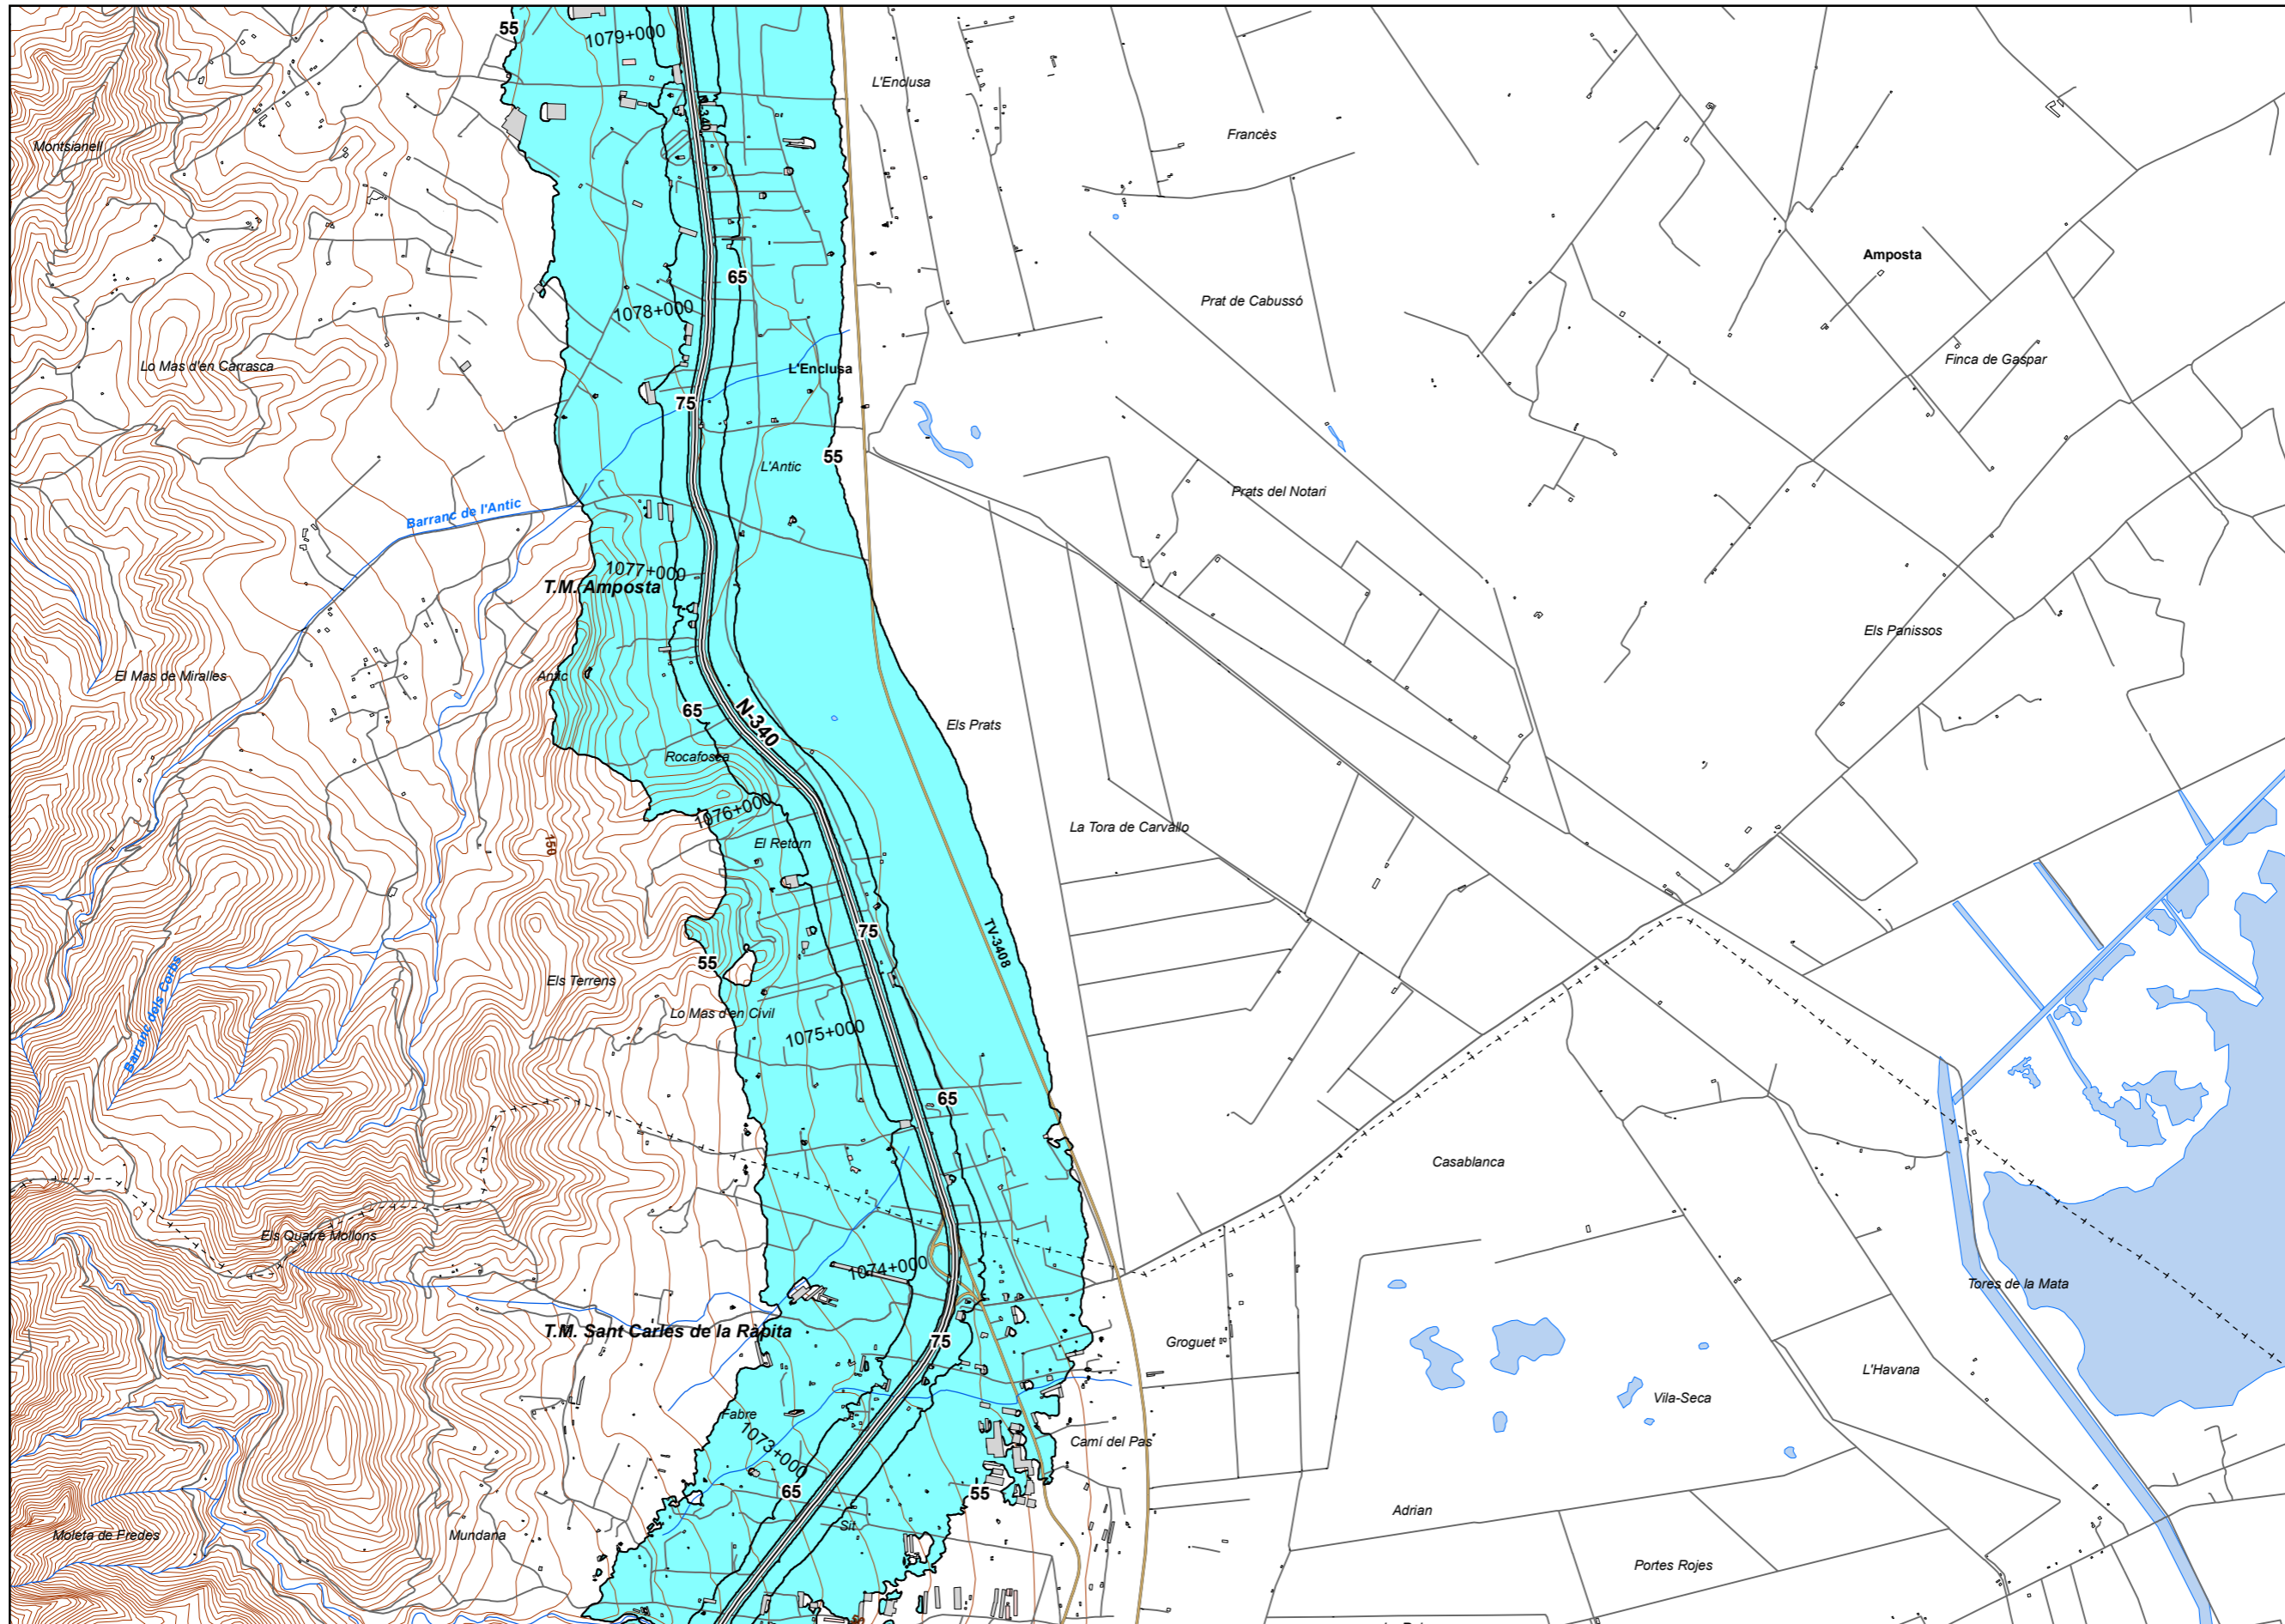 55
1079+000
L'Enclusa
N-340
Francès
Montsianell
Amposta
65
Prat de Cabussó
1078+000
Finca de Gaspar
Lo Mas d'en Carrasca
L'Enclusa
75
55
L'Antic
Prats del Notari
Barranc de l'Antic
1077+000
T.M. Amposta
Els Panissos
El Mas de Miralles
Antic
65
N-340
Els Prats
Rocafosca
1076+000
La Tora de Carvallo
150
El Retorn
75
TV-3408
55
Els Terrens
Barranc dels Corbs
Lo Mas d'en Civil
1075+000
65
Casablanca
Els Quatre Mollons
1074+000
Tores de la Mata
T.M. Sant Carles de la Ràpita
75
Groguet
L'Havana
Vila-Seca
Fabre
Camí del Pas
1073+000
65
55
Adrian
Sit
Moleta de Fredes
Mundana
Portes Rojes